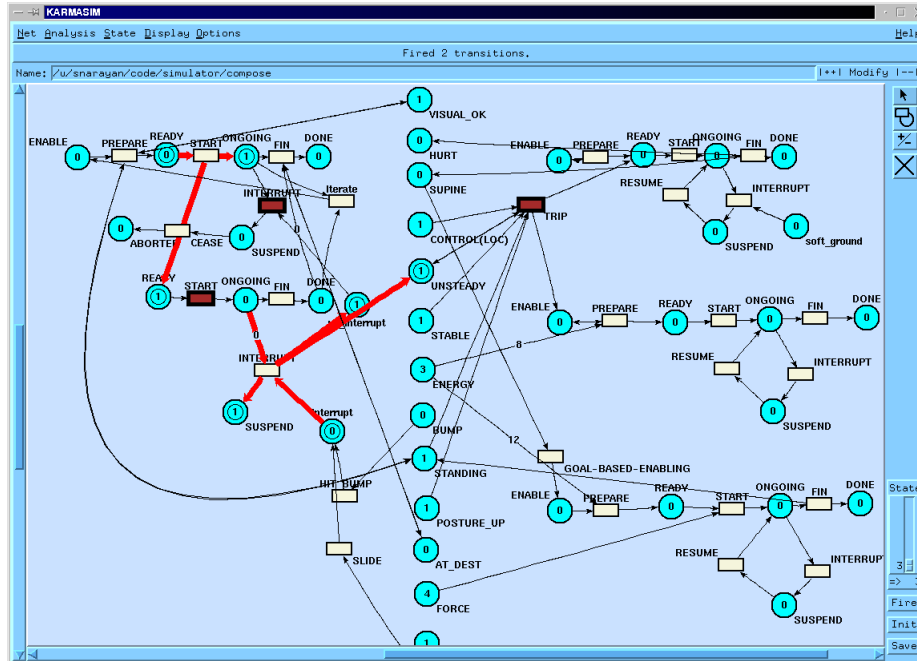 KARMASIM
Net Analysis State Display Options Help
Fired 2 transitions.
Name: /u/snarayan/code/simulator/compose |++| Modify |--|
1
VISUAL_OK
ENABLE PREPARE READY START ONGOING FIN DONE
0 0 1 0
0
HURT
ENABLE PREPARE READY START ONGOING FIN DONE
0 0 0 0
0
SUPINE
INTERRUPT Iterate
0
RESUME INTERRUPT
TRIP
ABORTED CEASE SUSPEND
0 0
1
CONTROL(LOC)
SUSPEND soft_ground
0 0
READY START ONGOING FIN DONE
1 0 0 1
1
UNSTEADY
0
1
STABLE
ENABLE PREPARE READY START ONGOING FIN DONE
0 0 0 0
INTERRUPT
8
3
ENERGY
RESUME INTERRUPT
1
SUSPEND
0
0
BUMP
0
SUSPEND
12
1
STANDING
GOAL-BASED-ENABLING
HIT_BUMP
1
POSTURE_UP
ENABLE PREPARE READY START ONGOING FIN DONE
0 0 0 0
State
SLIDE
0
AT_DEST
RESUME INTERRUPT
3
=>
4
FORCE
0
SUSPEND
Fire
Init
1
Save